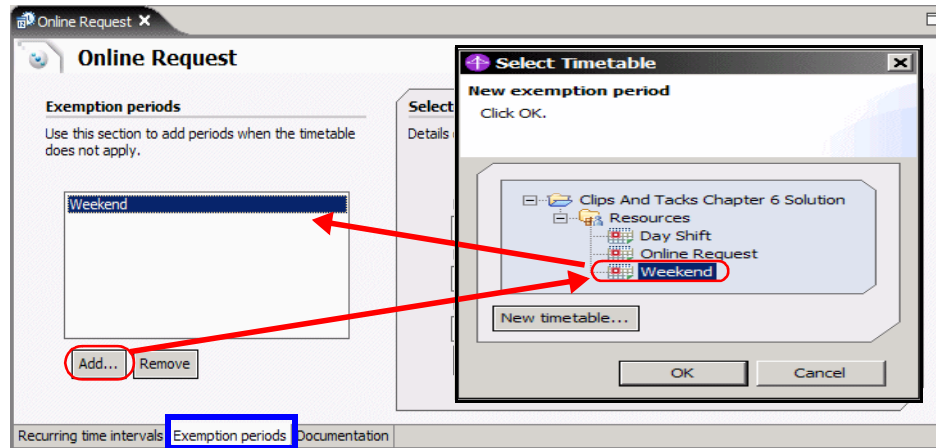 Online Request
Online Request
Exemption periods
Use this section to add periods when the timetable
does not apply.
Weekend
Add...
Remove
Select
Details
Select Timetable
New exemption period
Click OK.
Clips And Tacks Chapter 6 Solution
Resources
Day Shift
Online Request
Weekend
New timetable...
OK
Cancel
Recurring time intervals
Exemption periods
Documentation